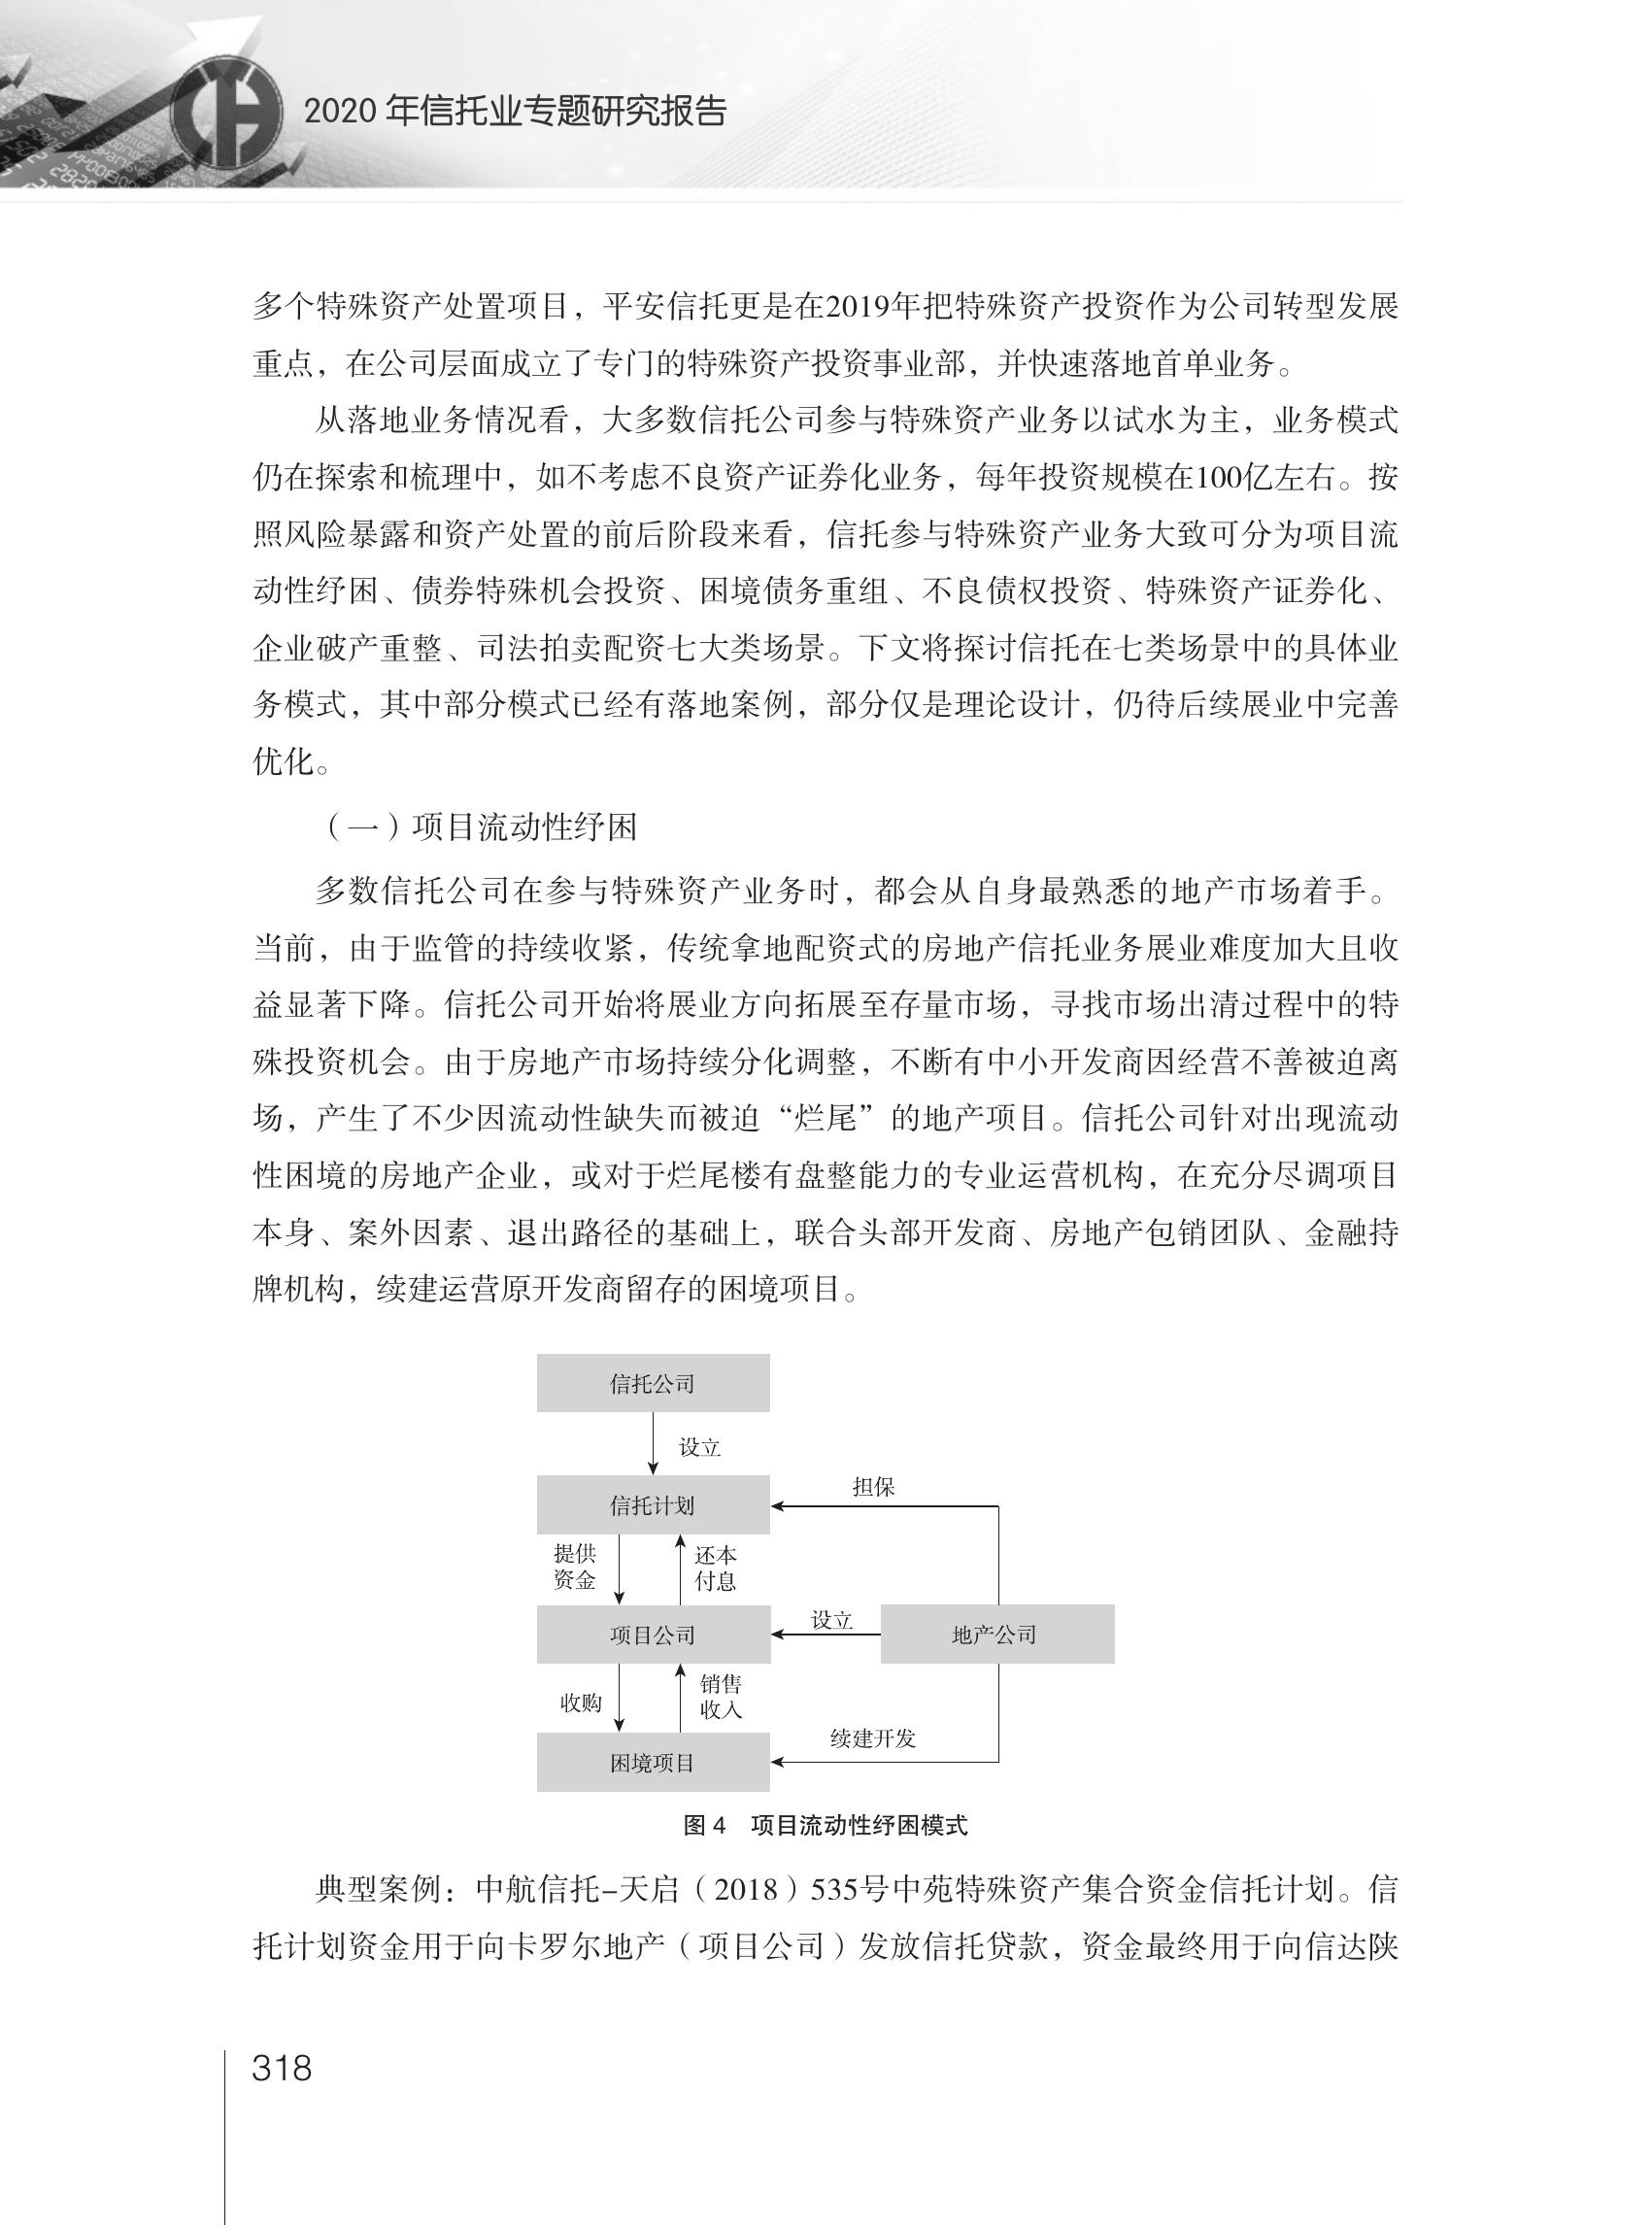 2020 年信托业专题研究报告
多个特殊资产处置项目，平安信托更是在2019年把特殊资产投资作为公司转型发展
重点，在公司层面成立了专门的特殊资产投资事业部，并快速落地首单业务。
从落地业务情况看，大多数信托公司参与特殊资产业务以试水为主，业务模式
仍在探索和梳理中，如不考虑不良资产证券化业务，每年投资规模在100亿左右。按
照风险暴露和资产处置的前后阶段来看，信托参与特殊资产业务大致可分为项目流
动性纾困、债券特殊机会投资、困境债务重组、不良债权投资、特殊资产证券化、
企业破产重整、司法拍卖配资七大类场景。下文将探讨信托在七类场景中的具体业
务模式，其中部分模式已经有落地案例，部分仅是理论设计，仍待后续展业中完善
优化。
（一）项目流动性纾困
多数信托公司在参与特殊资产业务时，都会从自身最熟悉的地产市场着手。
当前，由于监管的持续收紧，传统拿地配资式的房地产信托业务展业难度加大且收
益显著下降。信托公司开始将展业方向拓展至存量市场，寻找市场出清过程中的特
殊投资机会。由于房地产市场持续分化调整，不断有中小开发商因经营不善被迫离
场，产生了不少因流动性缺失而被迫“烂尾”的地产项目。信托公司针对出现流动
性困境的房地产企业，或对于烂尾楼有盘整能力的专业运营机构，在充分尽调项目
本身、案外因素、退出路径的基础上，联合头部开发商、房地产包销团队、金融持
牌机构，续建运营原开发商留存的困境项目。
信托公司
设立
担保
信托计划
提供
资金
还本
付息
设立
项目公司
地产公司
收购
销售
收入
续建开发
困境项目
图 4 项目流动性纾困模式
典型案例：中航信托–天启（2018）535号中苑特殊资产集合资金信托计划。信
托计划资金用于向卡罗尔地产（项目公司）发放信托贷款，资金最终用于向信达陕
318